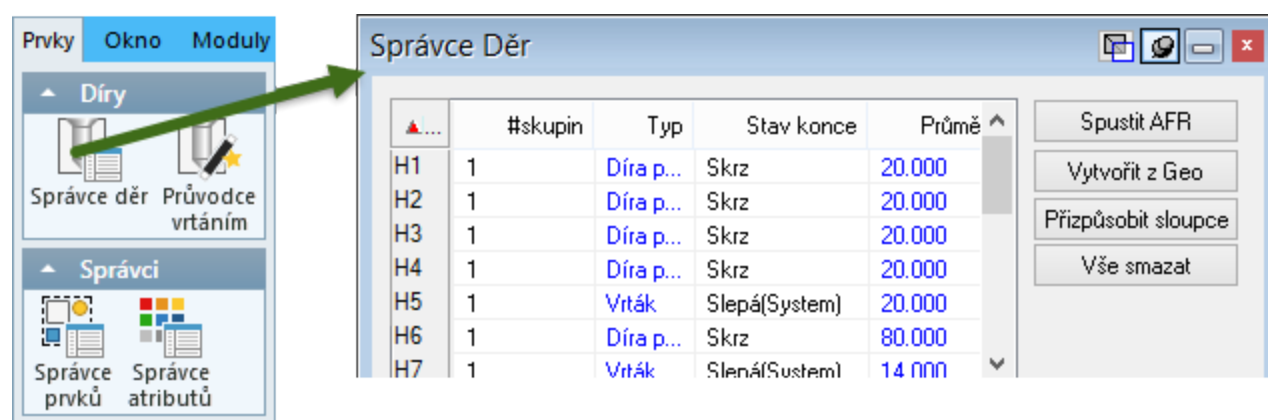 Prvky Okno Moduly
Díry
Správce děr Průvodce
vrtáním
Správci
Správce Správce
prvků atributů
Správce Děr
... #skupin Typ Stav konce Průmě
H1 1 Díra p... Skrz 20.000
H2 1 Díra p... Skrz 20.000
H3 1 Díra p... Skrz 20.000
H4 1 Díra p... Skrz 20.000
H5 1 Vrták Slepá(System) 20.000
H6 1 Díra p... Skrz 80.000
H7 1 Vrták Slepá(System) 14.000
Spustit AFR
Vytvořit z Geo
Přizpůsobit sloupce
Vše smazat